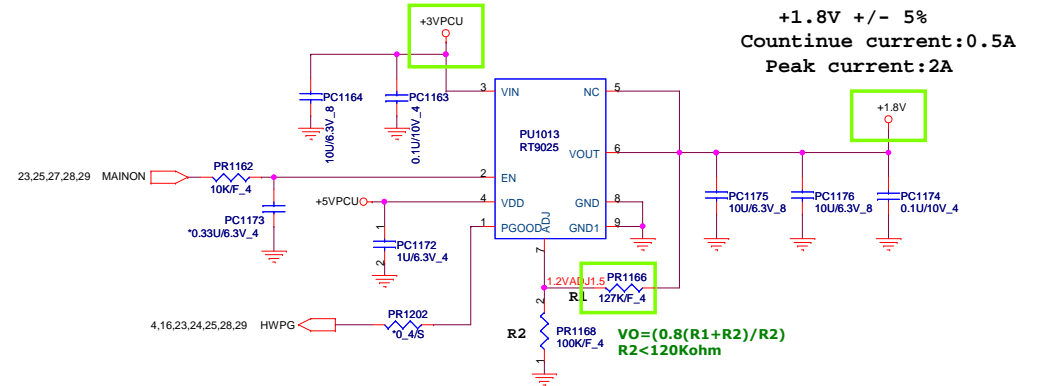 +3VPCU
+1.8V +/- 5%
Countinue current:0.5A
Peak current:2A
PC1164
10U/6.3V_8
PC1163
0.1U/10V_4
3
VIN
NC
5
+1.8V
PU1013
RT9025
VOUT
6
23,25,27,28,29 MAINON
PR1162
10K/F_4
2
EN
PC1173
*0.33U/6.3V_4
+5VPCU
4
VDD
GND
8
1
PGOOD
ADJ
GND1
9
7
PC1175
10U/6.3V_8
PC1176
10U/6.3V_8
PC1174
0.1U/10V_4
1
PC1172
1U/6.3V_4
2
1.2VADJ1.5
R1
PR1166
127K/F_4
4,16,23,24,25,28,29 HWPG
PR1202
*0_4/S
R2
2
PR1168
100K/F_4
1
VO=(0.8(R1+R2)/R2)
R2<120Kohm